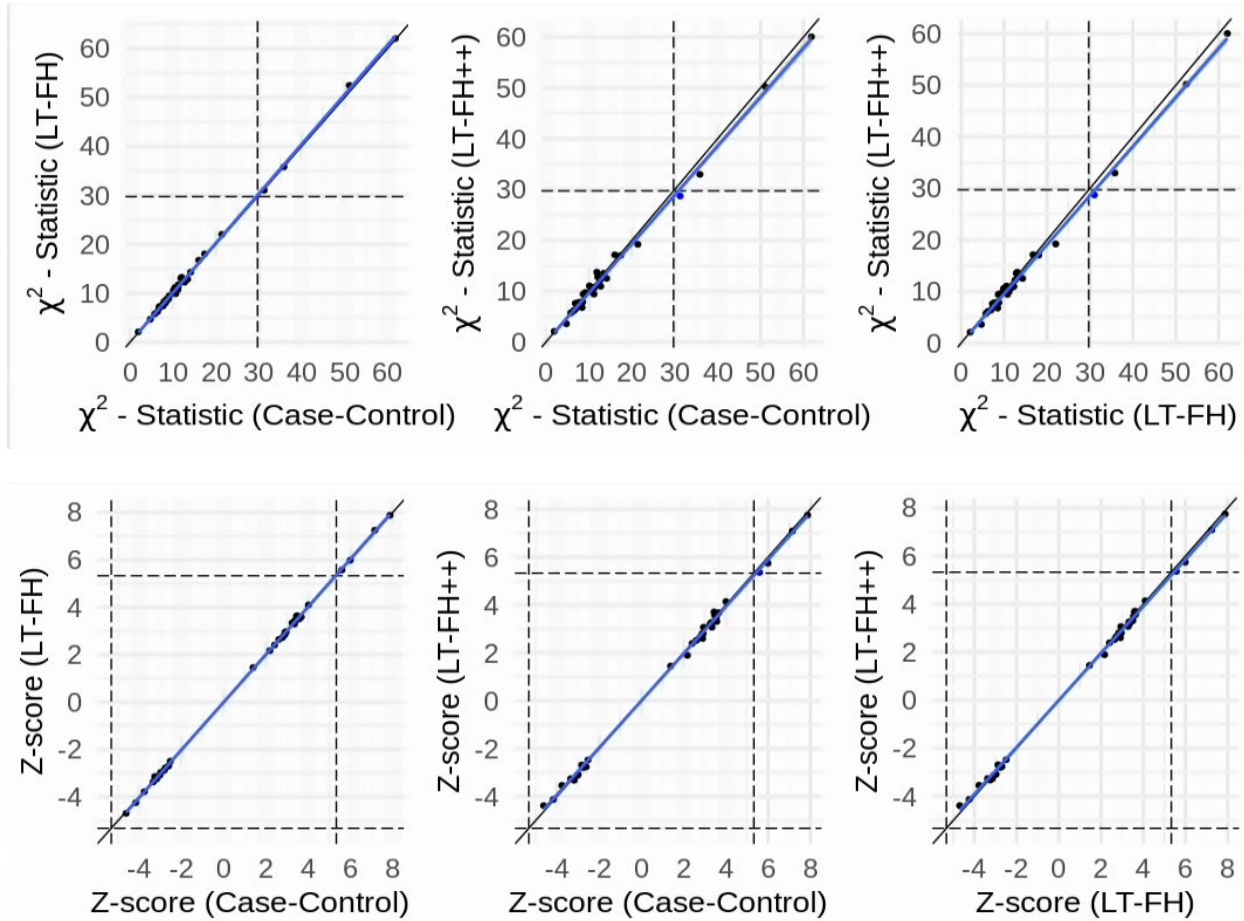 χ² - Statistic (LT-FH)
60
50
40
30
20
10
0
0 10 20 30 40 50 60
χ² - Statistic (Case-Control)
χ² - Statistic (LT-FH++)
60
50
40
30
20
10
0
0 10 20 30 40 50 60
χ² - Statistic (Case-Control)
χ² - Statistic (LT-FH++)
60
50
40
30
20
10
0
0 10 20 30 40 50 60
χ² - Statistic (LT-FH)
Z-score (LT-FH)
8
6
4
2
0
-2
-4
-4 -2 0 2 4 6 8
Z-score (Case-Control)
Z-score (LT-FH++)
8
6
4
2
0
-2
-4
-4 -2 0 2 4 6 8
Z-score (Case-Control)
Z-score (LT-FH++)
8
6
4
2
0
-2
-4
-4 -2 0 2 4 6 8
Z-score (LT-FH)